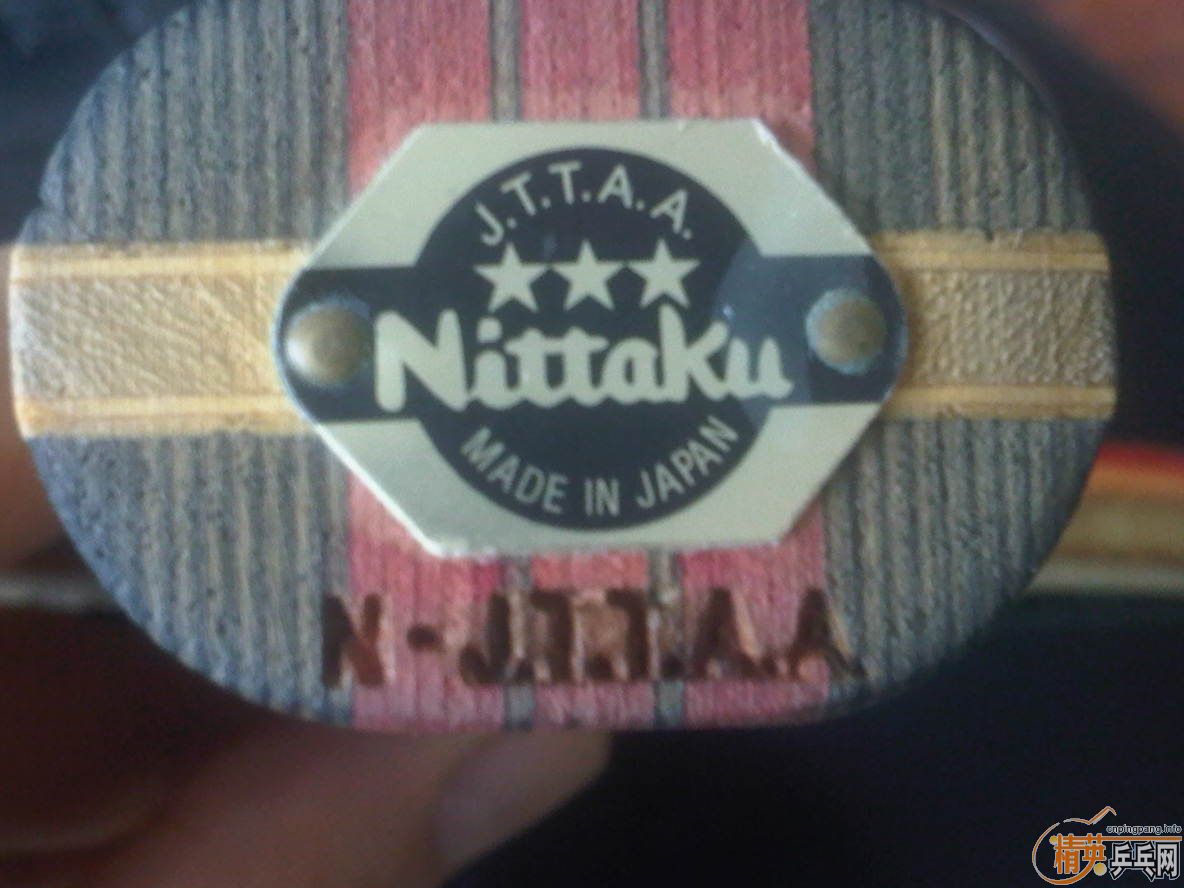 J.T.T.A.A.
Nittaku
MADE IN JAPAN
N-J.T.T.A.A.
cnpingpang.info
精英乒乓网